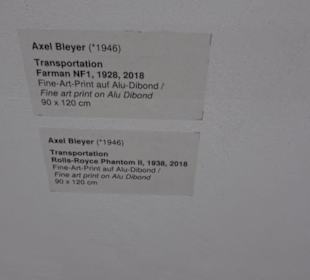 Axel Bleyer (*1946)
Transportation
Farman NF1, 1928, 2018
Fine-Art-Print auf Alu-Dibond /
Fine art print on Alu Dibond
90 x 120 cm
Axel Bleyer (*1946)
Transportation
Rolls-Royce Phantom II, 1938, 2018
Fine-Art-Print auf Alu-Dibond /
Fine art print on Alu Dibond
90 x 120 cm